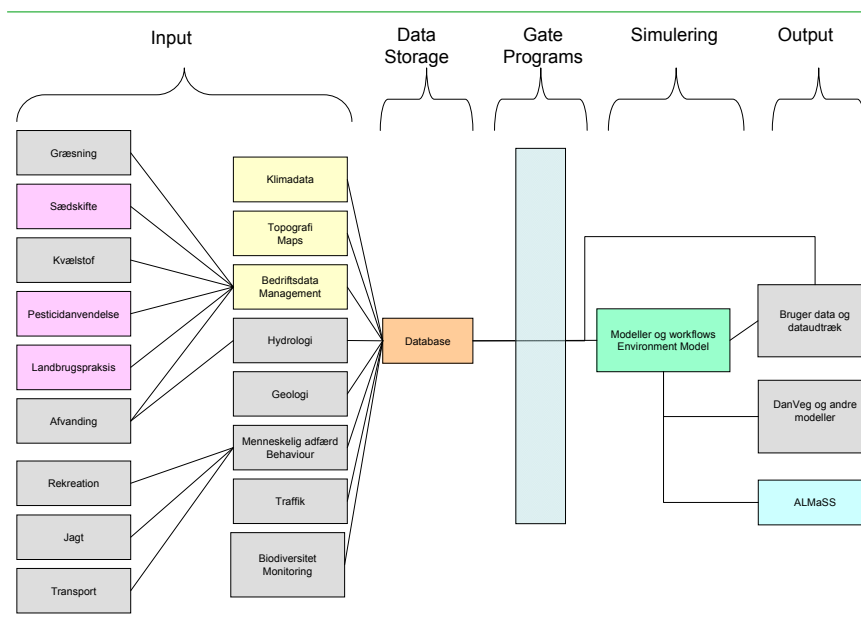 Input
Data
Storage
Gate
Programs
Simulering
Output
Græsning
Sædskifte
Kvælstof
Pesticidanvendelse
Landbrugspraksis
Afvanding
Rekreation
Jagt
Transport
Klimadata
Topografi
Maps
Bedriftsdata
Management
Hydrologi
Geologi
Menneskelig adfærd
Behaviour
Traffik
Biodiversitet
Monitoring
Database
Modeller og workflows
Environment Model
Bruger data og
dataudtræk
DanVeg og andre
modeller
ALMaSS